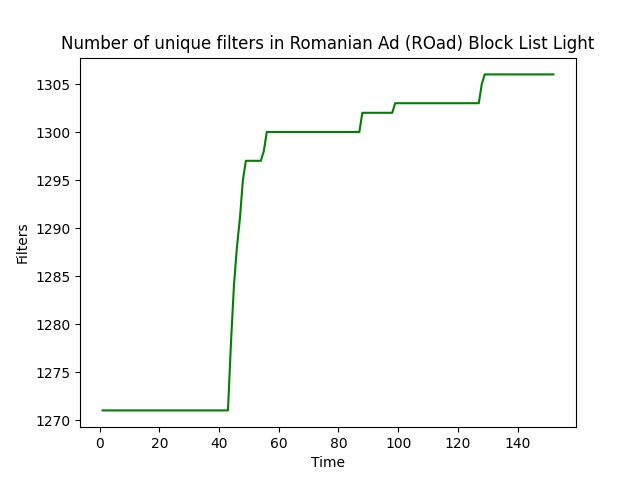 Number of unique filters in Romanian Ad (ROad) Block List Light
1305
1300
1295
1290
1285
1280
1275
1270
Filters
0 20 40 60 80 100 120 140
Time